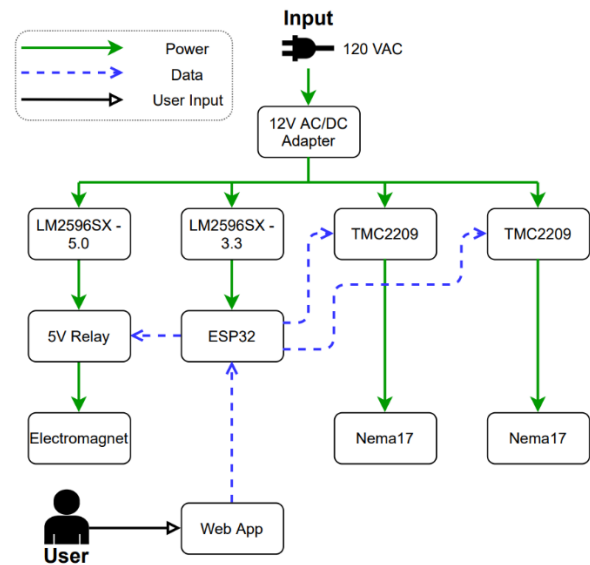 Input
120 VAC
Power
Data
User Input
12V AC/DC
Adapter
LM2596SX -
5.0
LM2596SX -
3.3
TMC2209
TMC2209
5V Relay
ESP32
Electromagnet
Nema17
Nema17
Web App
User